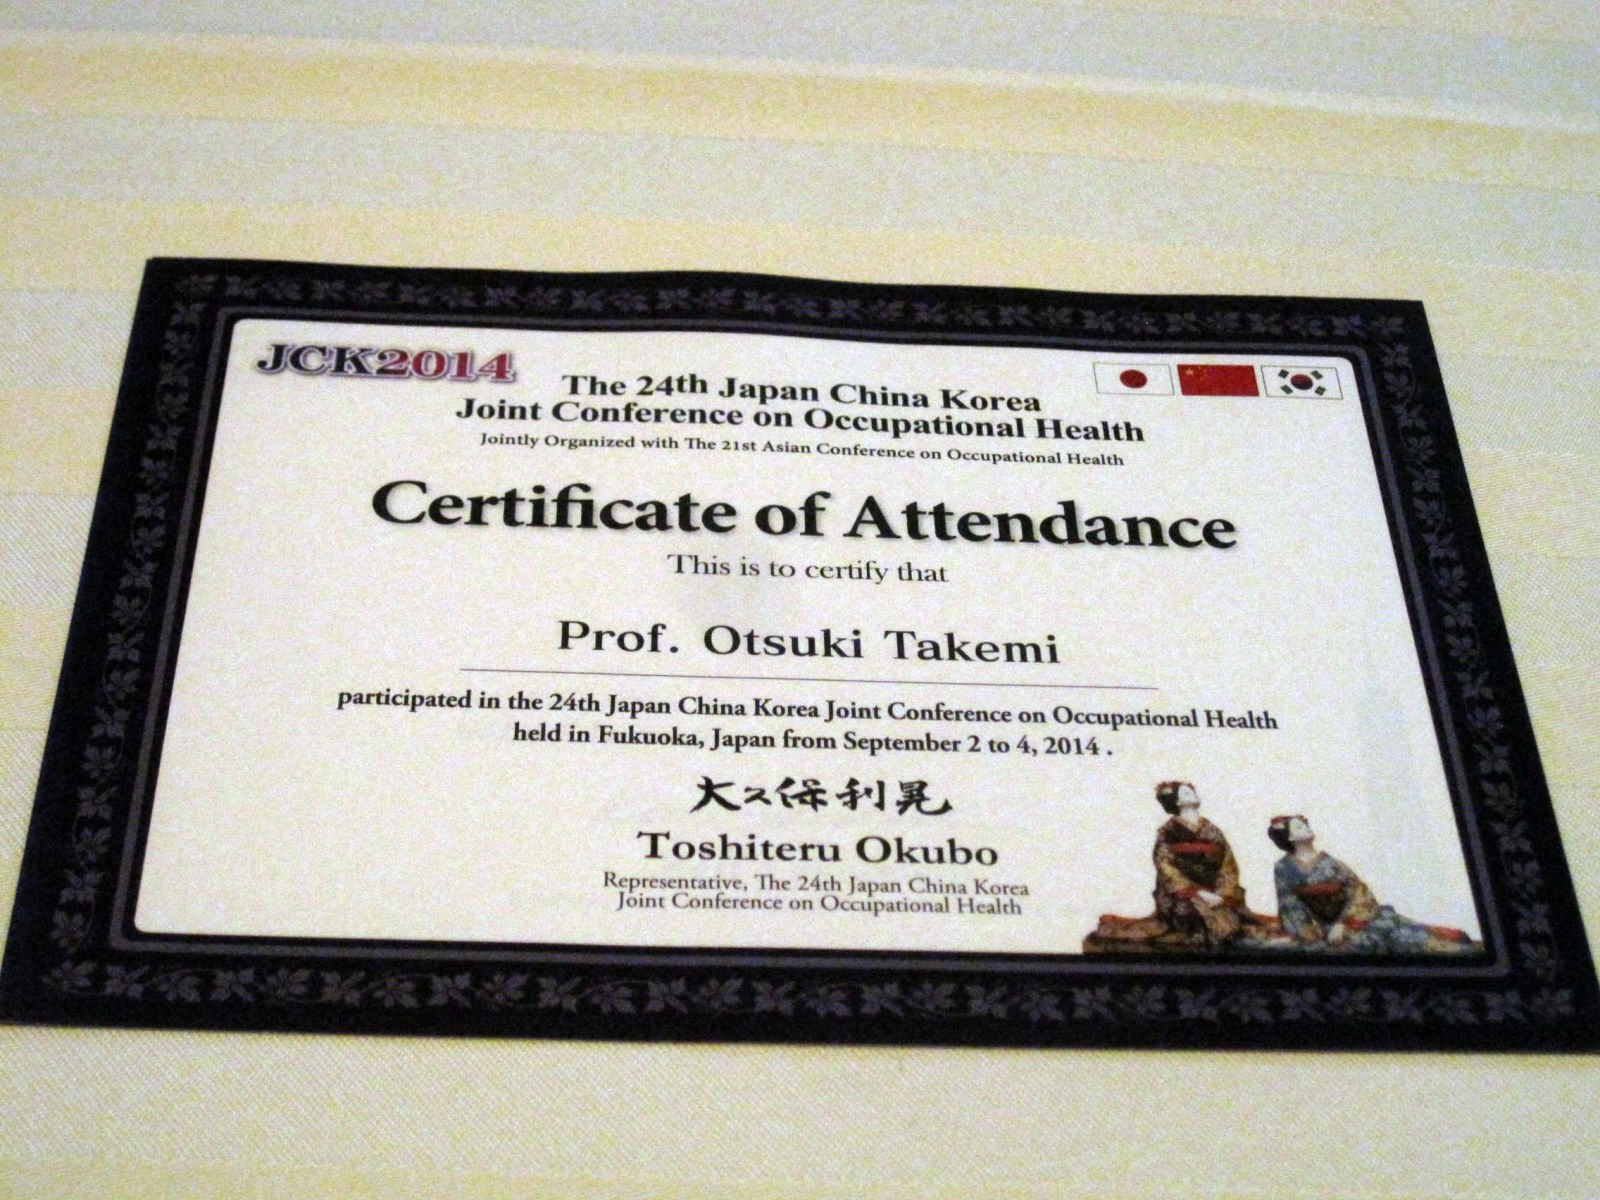 JCK2014
The 24th Japan China Korea
Joint Conference on Occupational Health
Jointly Organized with The 21st Asian Conference on Occupational Health
Certificate of Attendance
This is to certify that
Prof. Otsuki Takemi
participated in the 24th Japan China Korea Joint Conference on Occupational Health
held in Fukuoka, Japan from September 2 to 4, 2014 .
大久保利晃
Toshiteru Okubo
Representative, The 24th Japan China Korea
Joint Conference on Occupational Health